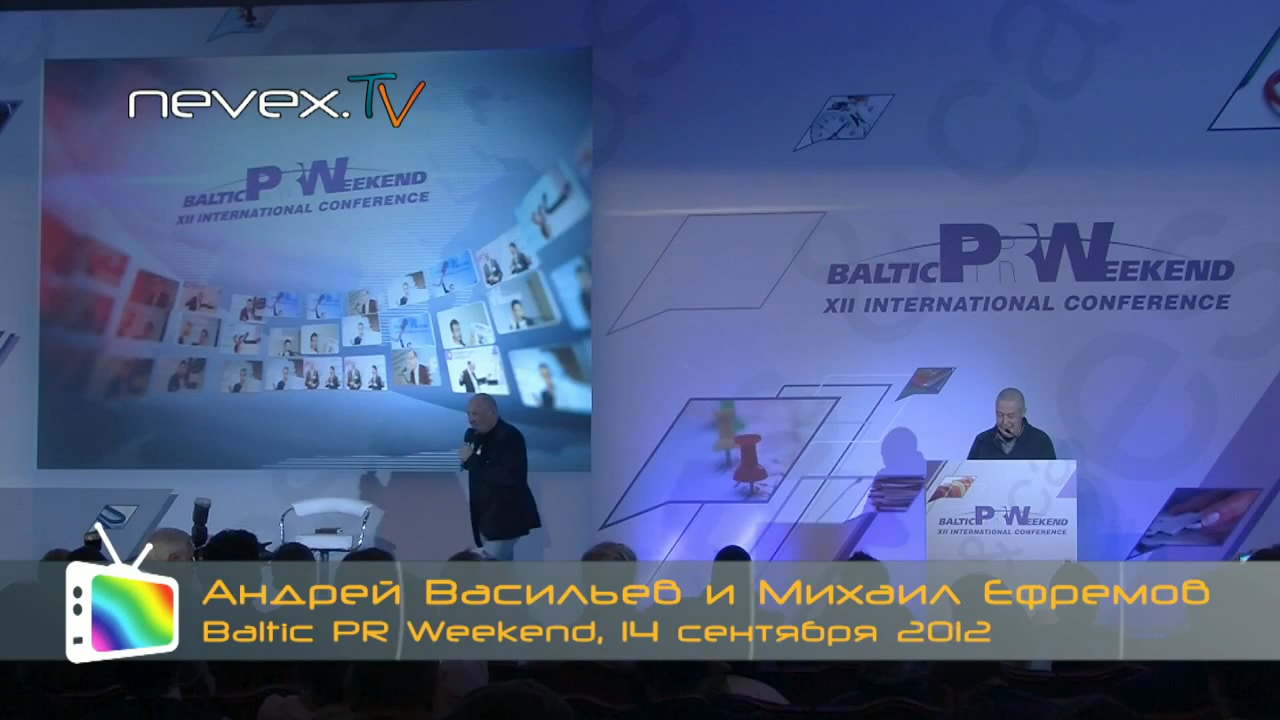 nevex.TV
BALTIC PR WEEKEND
XII INTERNATIONAL CONFERENCE
BALTIC PR WEEKEND
XII INTERNATIONAL CONFERENCE
BALTIC PR WEEKEND
XII INTERNATIONAL CONFERENCE
Андрей Васильев и Михаил Ефремов
Baltic PR Weekend, 14 сентября 2012